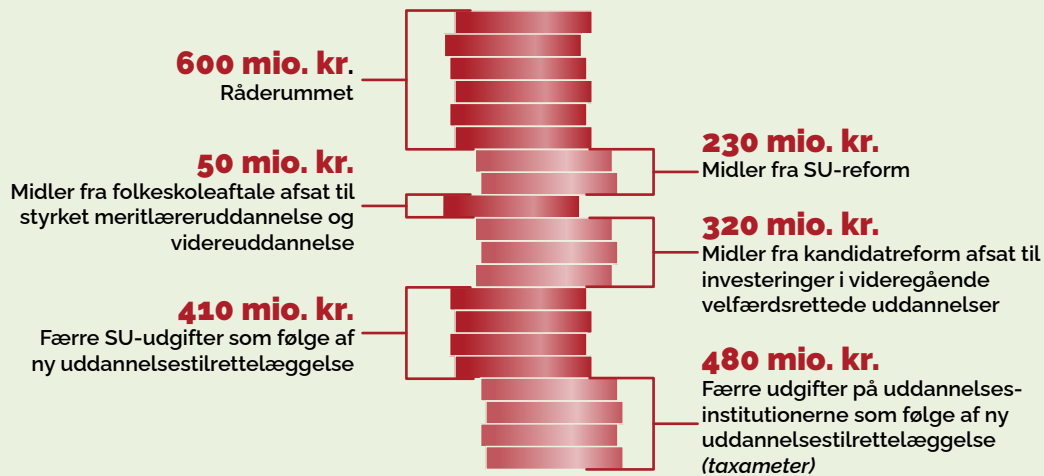 600 mio. kr.
Råderummet
230 mio. kr.
Midler fra SU-reform
50 mio. kr.
Midler fra folkeskoleaftale afsat til
styrket meritlæreruddannelse og
videreuddannelse
320 mio. kr.
Midler fra kandidatreform afsat til
investeringer i videregående
velfærdsrettede uddannelser
410 mio. kr.
Færre SU-udgifter som følge af
ny uddannelsestilrettelæggelse
480 mio. kr.
Færre udgifter på uddannelses-
institutionerne som følge af ny
uddannelsestilrettelæggelse
(taxameter)